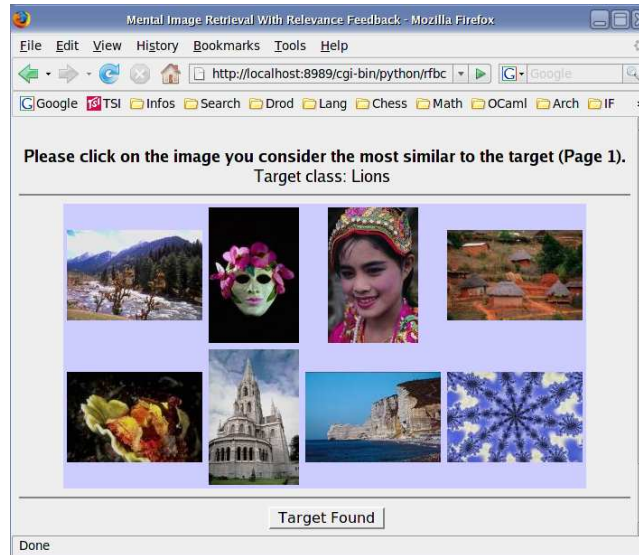 Mental Image Retrieval With Relevance Feedback - Mozilla Firefox
File Edit View History Bookmarks Tools Help
http://localhost:8989/cgi-bin/python/rfbc G Google
Google TSI Infos Search Drod Lang Chess Math OCaml Arch IF
Please click on the image you consider the most similar to the target (Page 1).
Target class: Lions
Target Found
Done